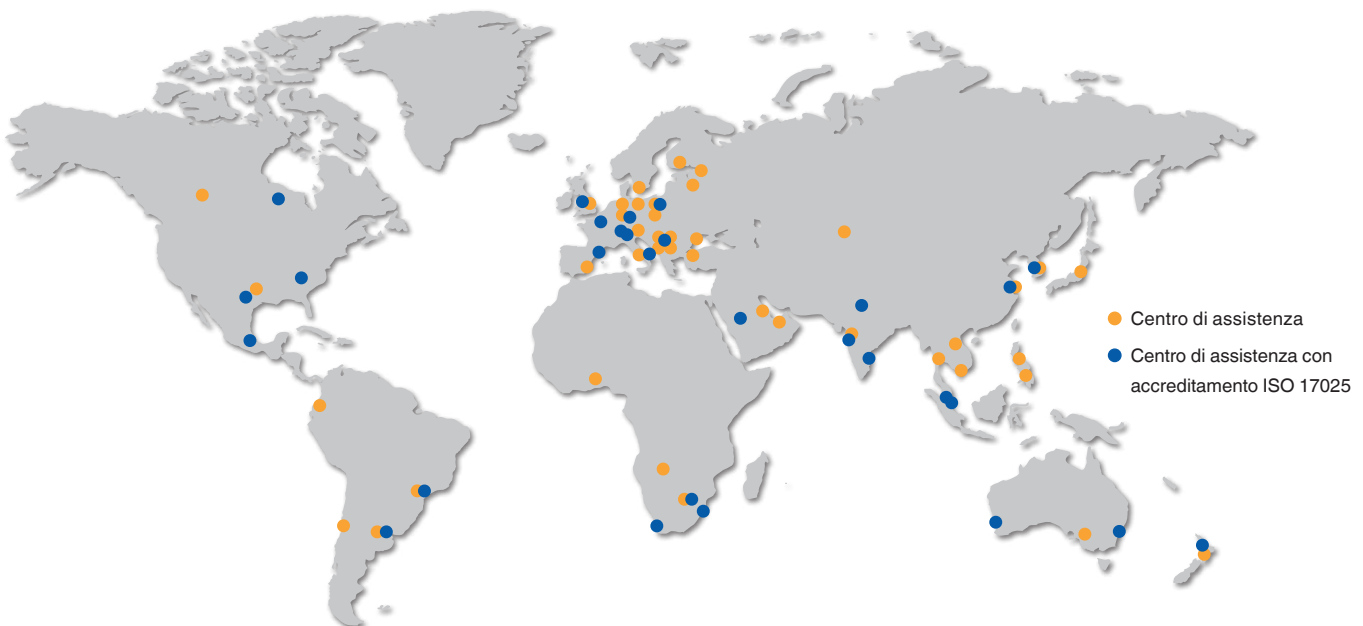 Centro di assistenza
Centro di assistenza con
accreditamento ISO 17025